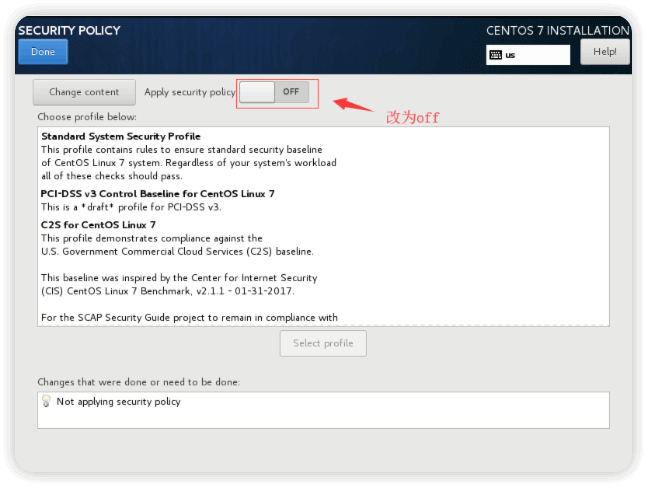 SECURITY POLICY
CENTOS 7 INSTALLATION
Done
us
Help!
Change content
Apply security policy
OFF
改为off
Choose profile below:
Standard System Security Profile
This profile contains rules to ensure standard security baseline
of CentOS Linux 7 system. Regardless of your system's workload
all of these checks should pass.
PCI-DSS v3 Control Baseline for CentOS Linux 7
This is a *draft* profile for PCI-DSS v3.
C2S for CentOS Linux 7
This profile demonstrates compliance against the
U.S. Government Commercial Cloud Services (C2S) baseline.
This baseline was inspired by the Center for Internet Security
(CIS) CentOS Linux 7 Benchmark, v2.1.1 - 01-31-2017.
For the SCAP Security Guide project to remain in compliance with
Select profile
Changes that were done or need to be done:
Not applying security policy